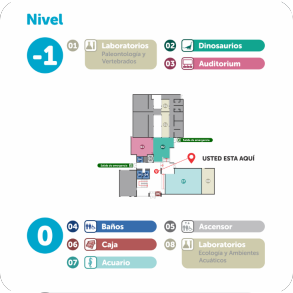 Nivel
-1
01 Laboratorios
Paleontología y
Vertebrados
02 Dinosaurios
03 Auditorium
Salida de emergencia
Salida de emergencia
USTED ESTA AQUÍ
0
04 Baños
06 Caja
07 Acuario
05 Ascensor
08 Laboratorios
Ecología y Ambientes
Acuáticos